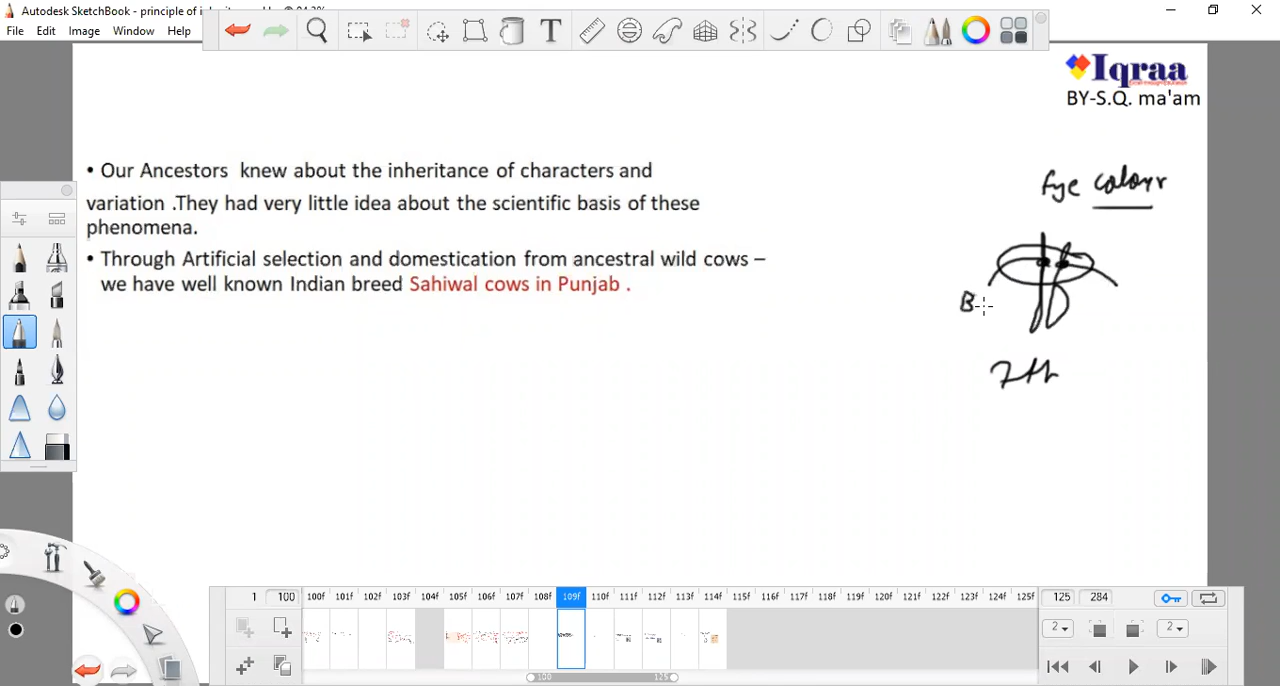 Autodesk SketchBook - principle of
File Edit Image Window Help
Iqraa
BY-S.Q. ma'am
• Our Ancestors knew about the inheritance of characters and
variation .They had very little idea about the scientific basis of these
phenomena.
• Through Artificial selection and domestication from ancestral wild cows –
we have well known Indian breed Sahiwal cows in Punjab .
Eye colour
B
7th
1 100 100f 101f 102f 103f 104f 105f 106f 107f 108f 109f 110f 111f 112f 113f 114f 115f 116f 117f 118f 119f 120f 121f 122f 123f 124f 125f 125 284
2 2
100 125